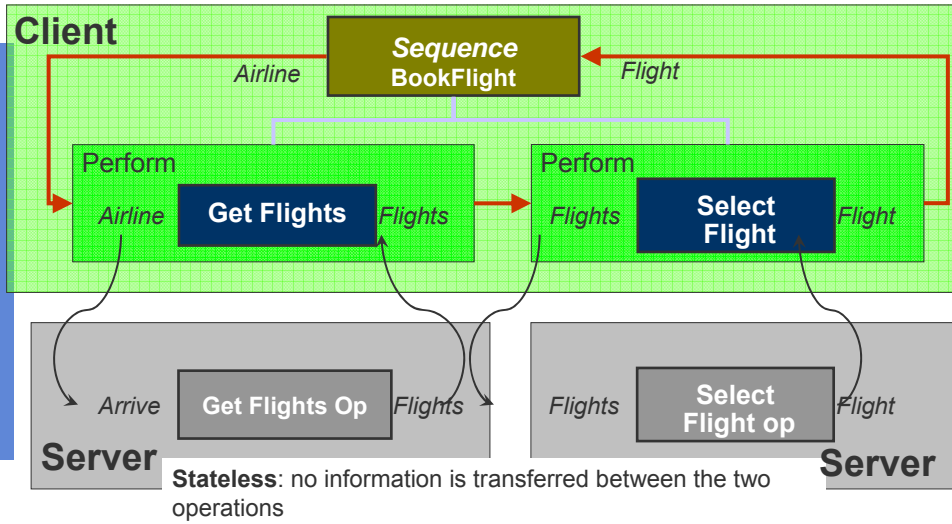 Client
Sequence
BookFlight
Airline
Flight
Perform
Airline
Get Flights
Flights
Perform
Flights
Select
Flight
Flight
Arrive
Get Flights Op
Flights
Server
Flights
Select
Flight op
Flight
Server
Stateless: no information is transferred between the two
operations